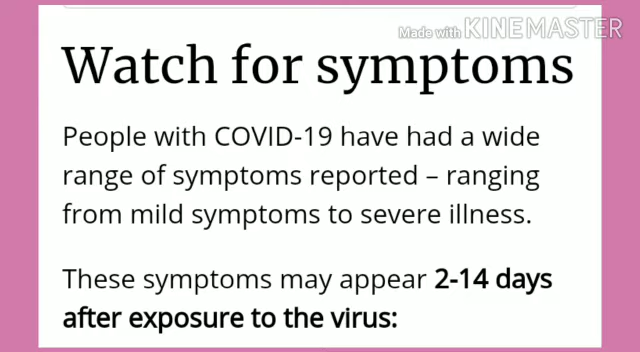 Made with KINEMASTER
Watch for symptoms
People with COVID-19 have had a wide
range of symptoms reported – ranging
from mild symptoms to severe illness.
These symptoms may appear 2-14 days
after exposure to the virus: